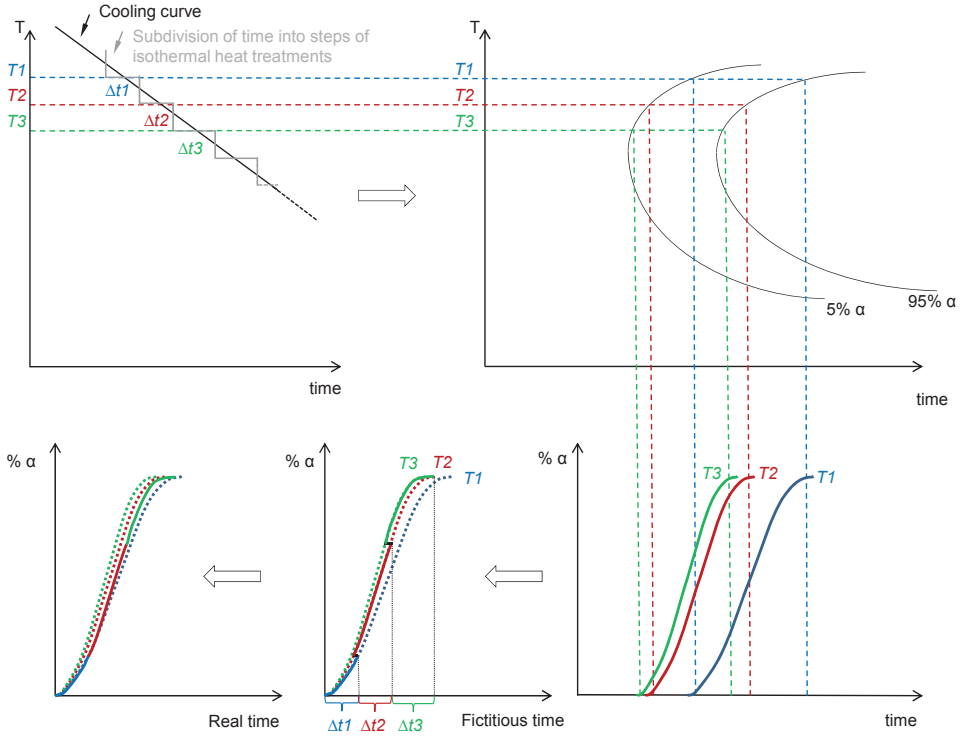 T
Cooling curve
Subdivision of time into steps of
isothermal heat treatments
T1
T2
T3
Δt1
Δt2
Δt3
time
T
T1
T2
T3
5% α
95% α
time
% α
Real time
% α
T3
T2
T1
Δt1
Δt2
Δt3
Fictitious time
% α
T3
T2
T1
time